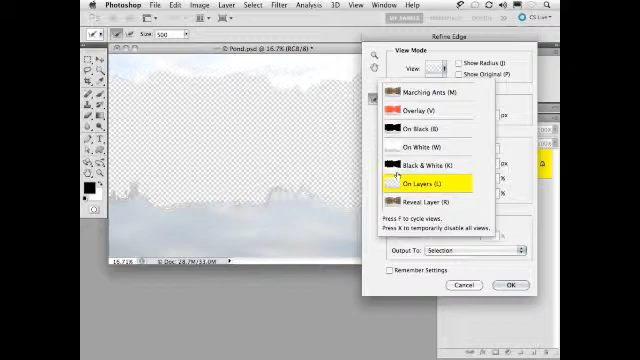 Photoshop File Edit Image Layer Select Filter Analysis 3D View
CS Live
Size: 500
© Pond.psd @ 16.7% (RGB/8) *
Refine Edge
View Mode
View:
Show Radius (J)
Show Original (P)
Marching Ants (M)
Overlay (V)
On Black (B)
On White (W)
Black & White (K)
On Layers (L)
Reveal Layer (R)
Press F to cycle views.
Press X to temporarily disable all views.
px
px
%
%
Output To: Selection
Remember Settings
Cancel
OK
16.71%
© Doc: 28.7M/33.0M